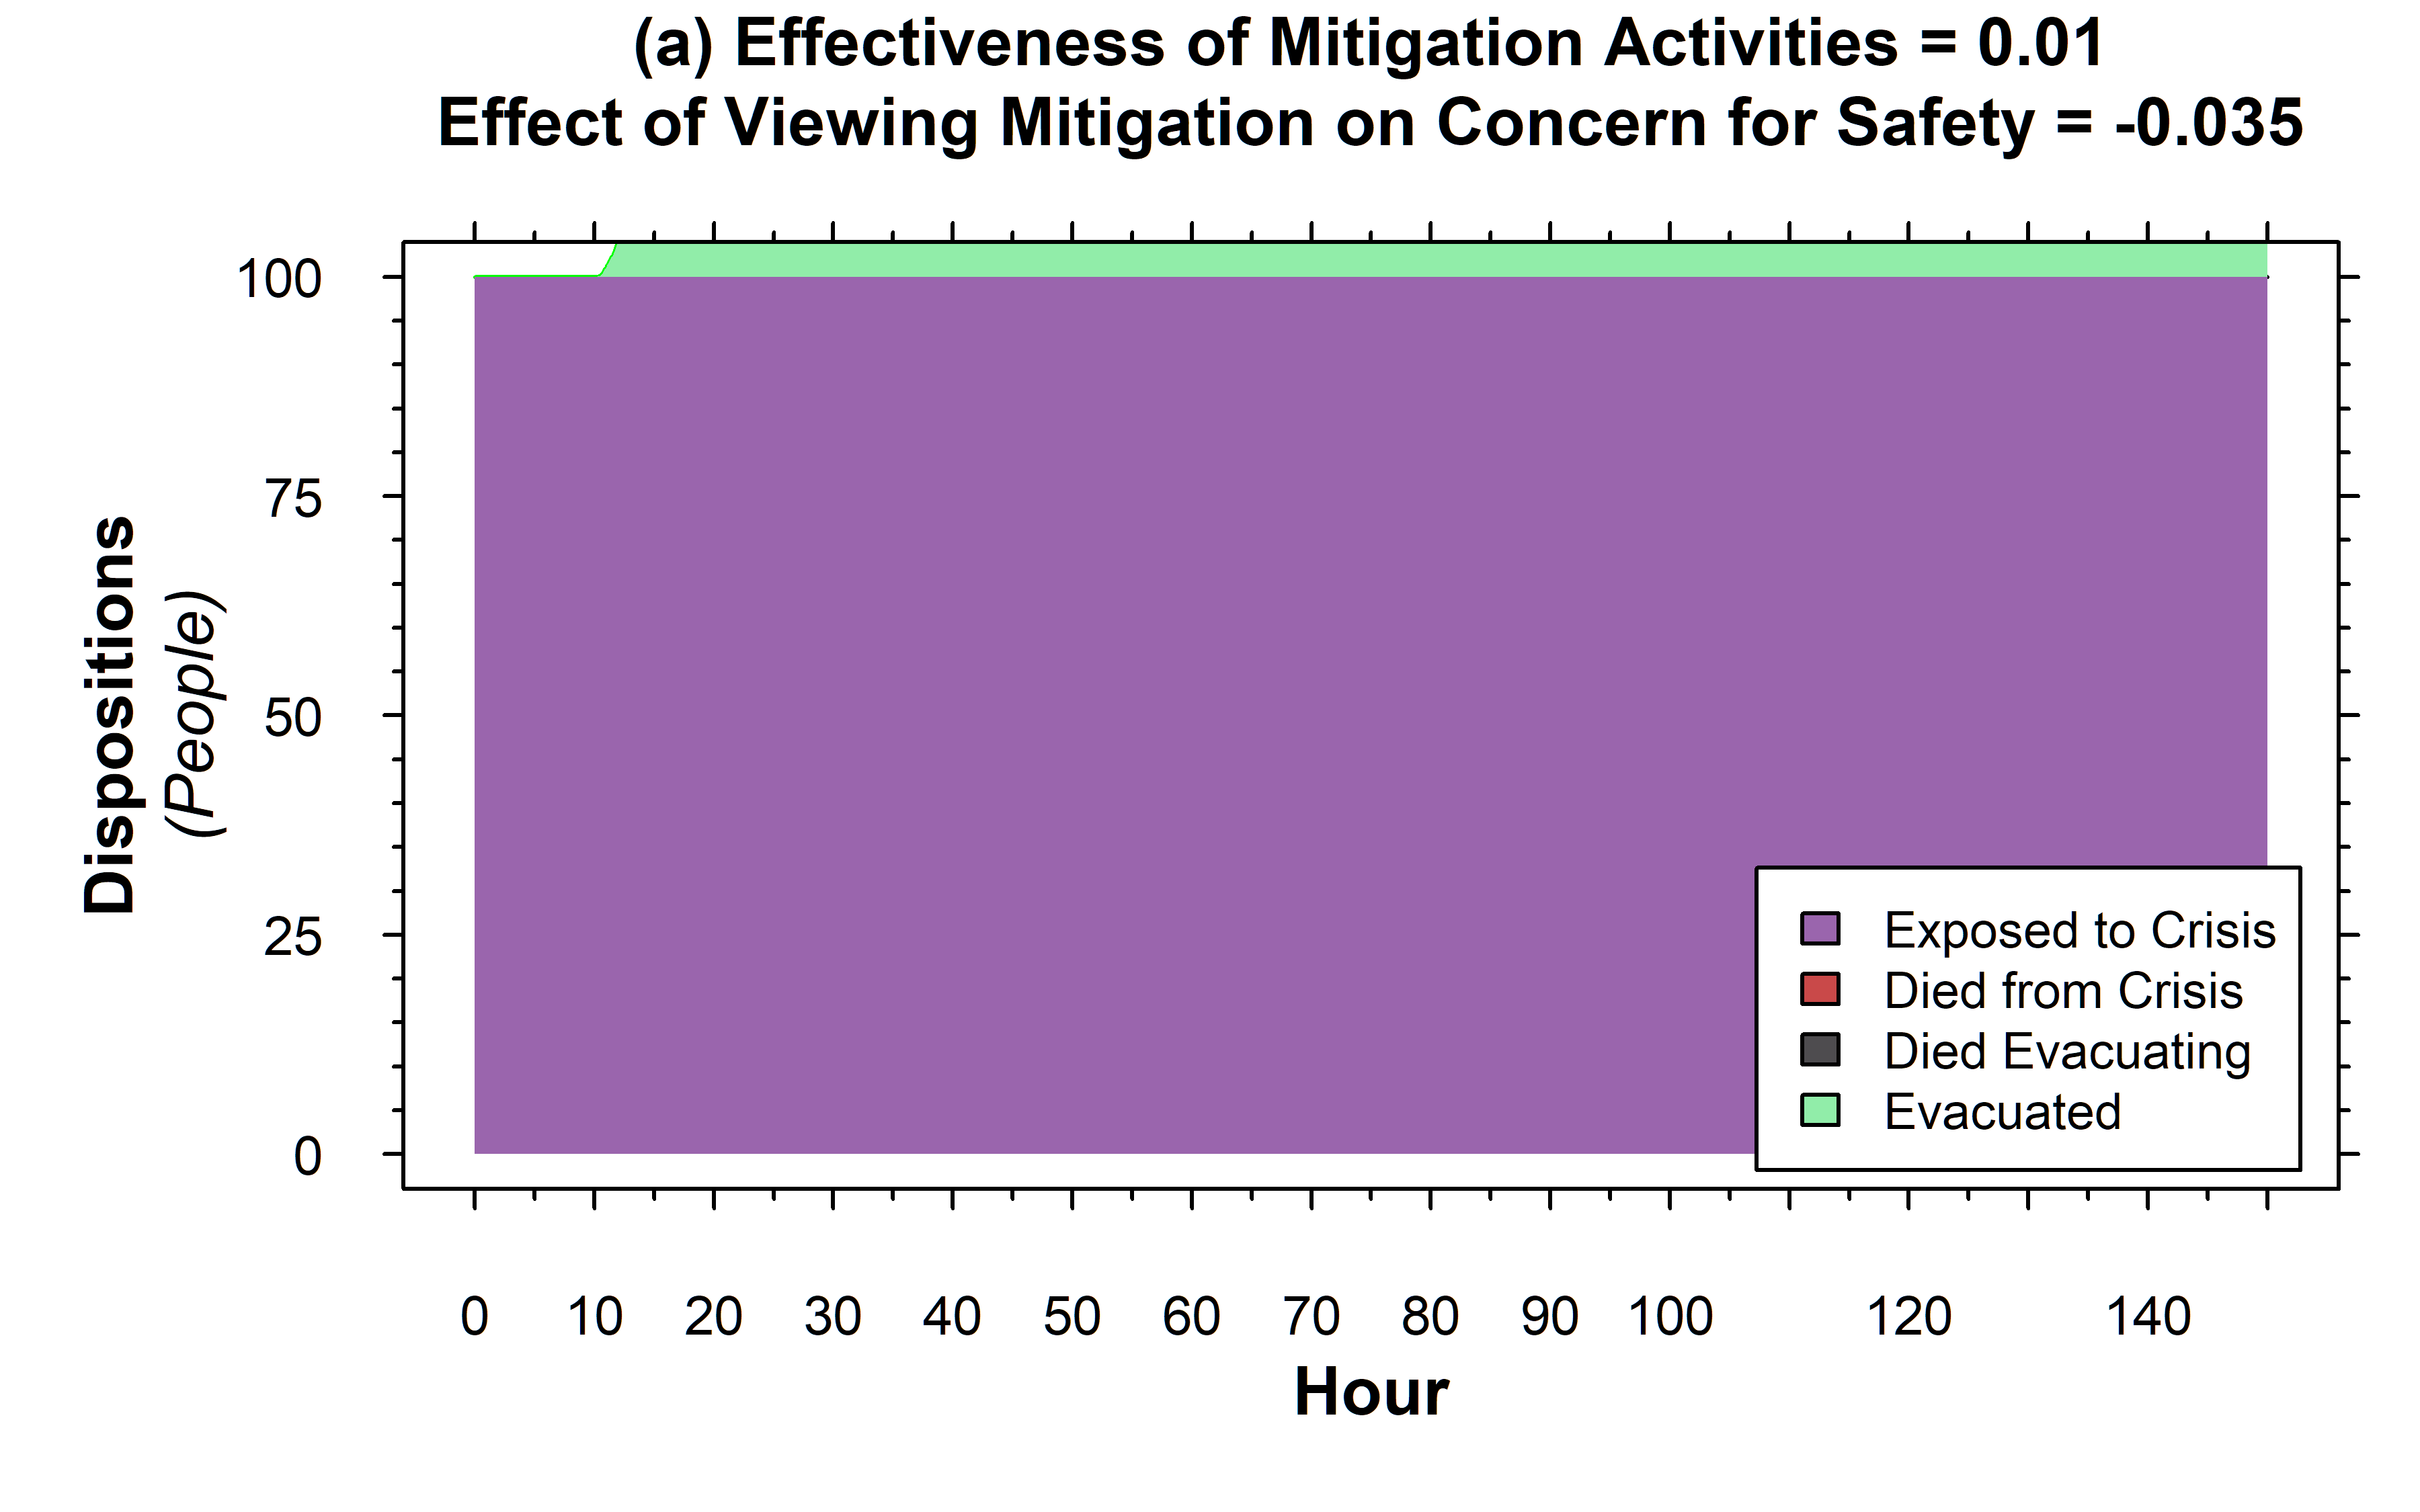 (a) Effectiveness of Mitigation Activities = 0.01
Effect of Viewing Mitigation on Concern for Safety = -0.035
Dispositions
(People)
100
75
50
25
0
Exposed to Crisis
Died from Crisis
Died Evacuating
Evacuated
0 10 20 30 40 50 60 70 80 90 100 120 140
Hour